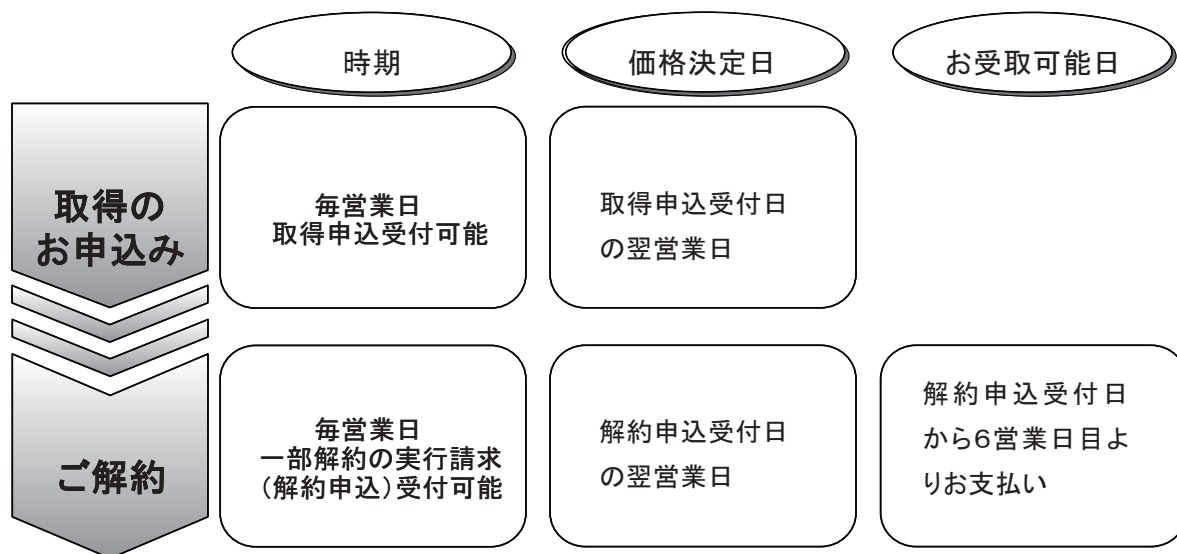 時期
価格決定日
お受取可能日
取得の
お申込み
毎営業日
取得申込受付可能
取得申込受付日
の翌営業日
ご解約
毎営業日
一部解約の実行請求
（解約申込）受付可能
解約申込受付日
の翌営業日
解約申込受付日
から６営業日目よ
りお支払い